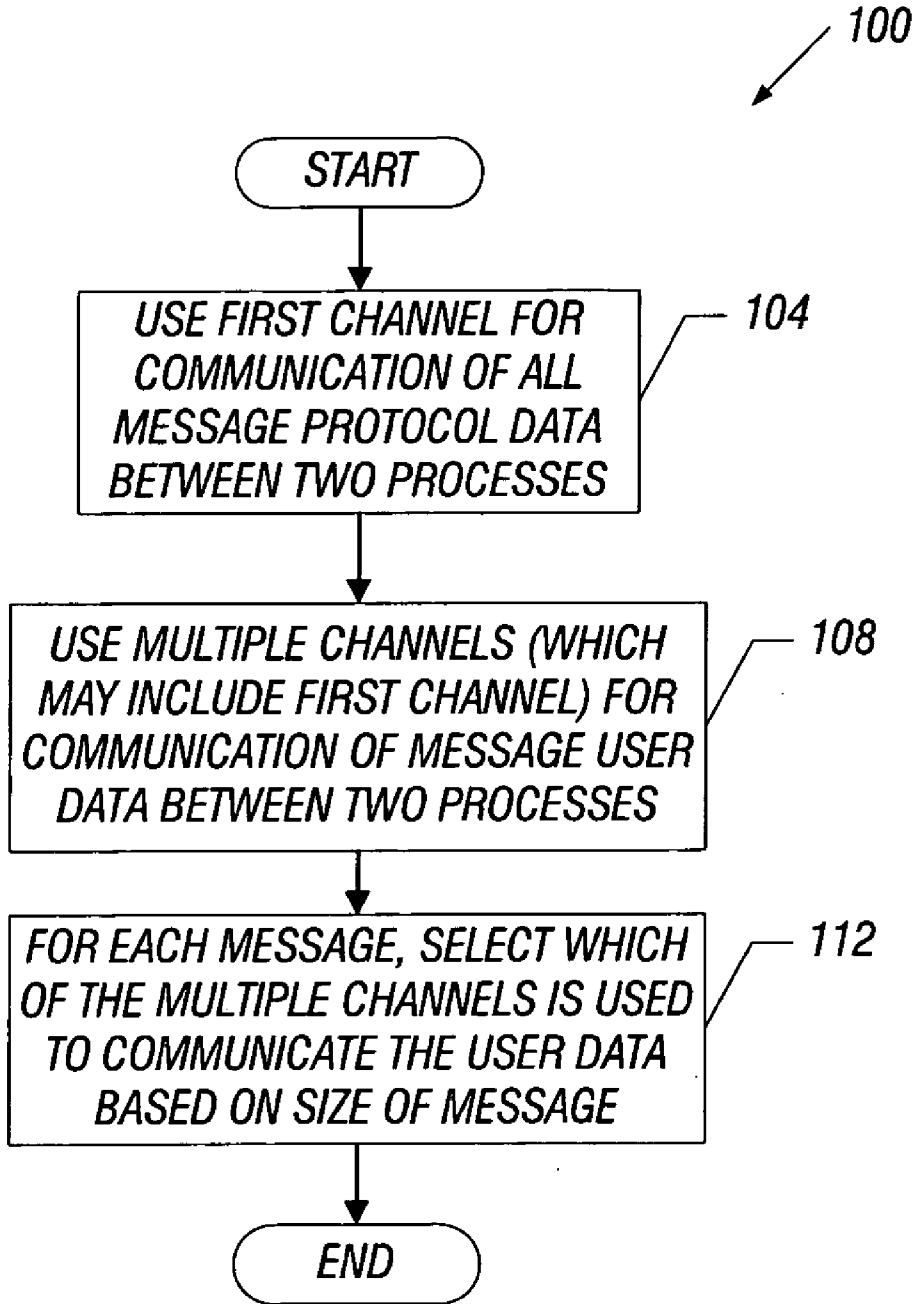 100
START
USE FIRST CHANNEL FOR
COMMUNICATION OF ALL
MESSAGE PROTOCOL DATA
BETWEEN TWO PROCESSES
104
USE MULTIPLE CHANNELS (WHICH
MAY INCLUDE FIRST CHANNEL) FOR
COMMUNICATION OF MESSAGE USER
DATA BETWEEN TWO PROCESSES
108
FOR EACH MESSAGE, SELECT WHICH
OF THE MULTIPLE CHANNELS IS USED
TO COMMUNICATE THE USER DATA
BASED ON SIZE OF MESSAGE
112
END